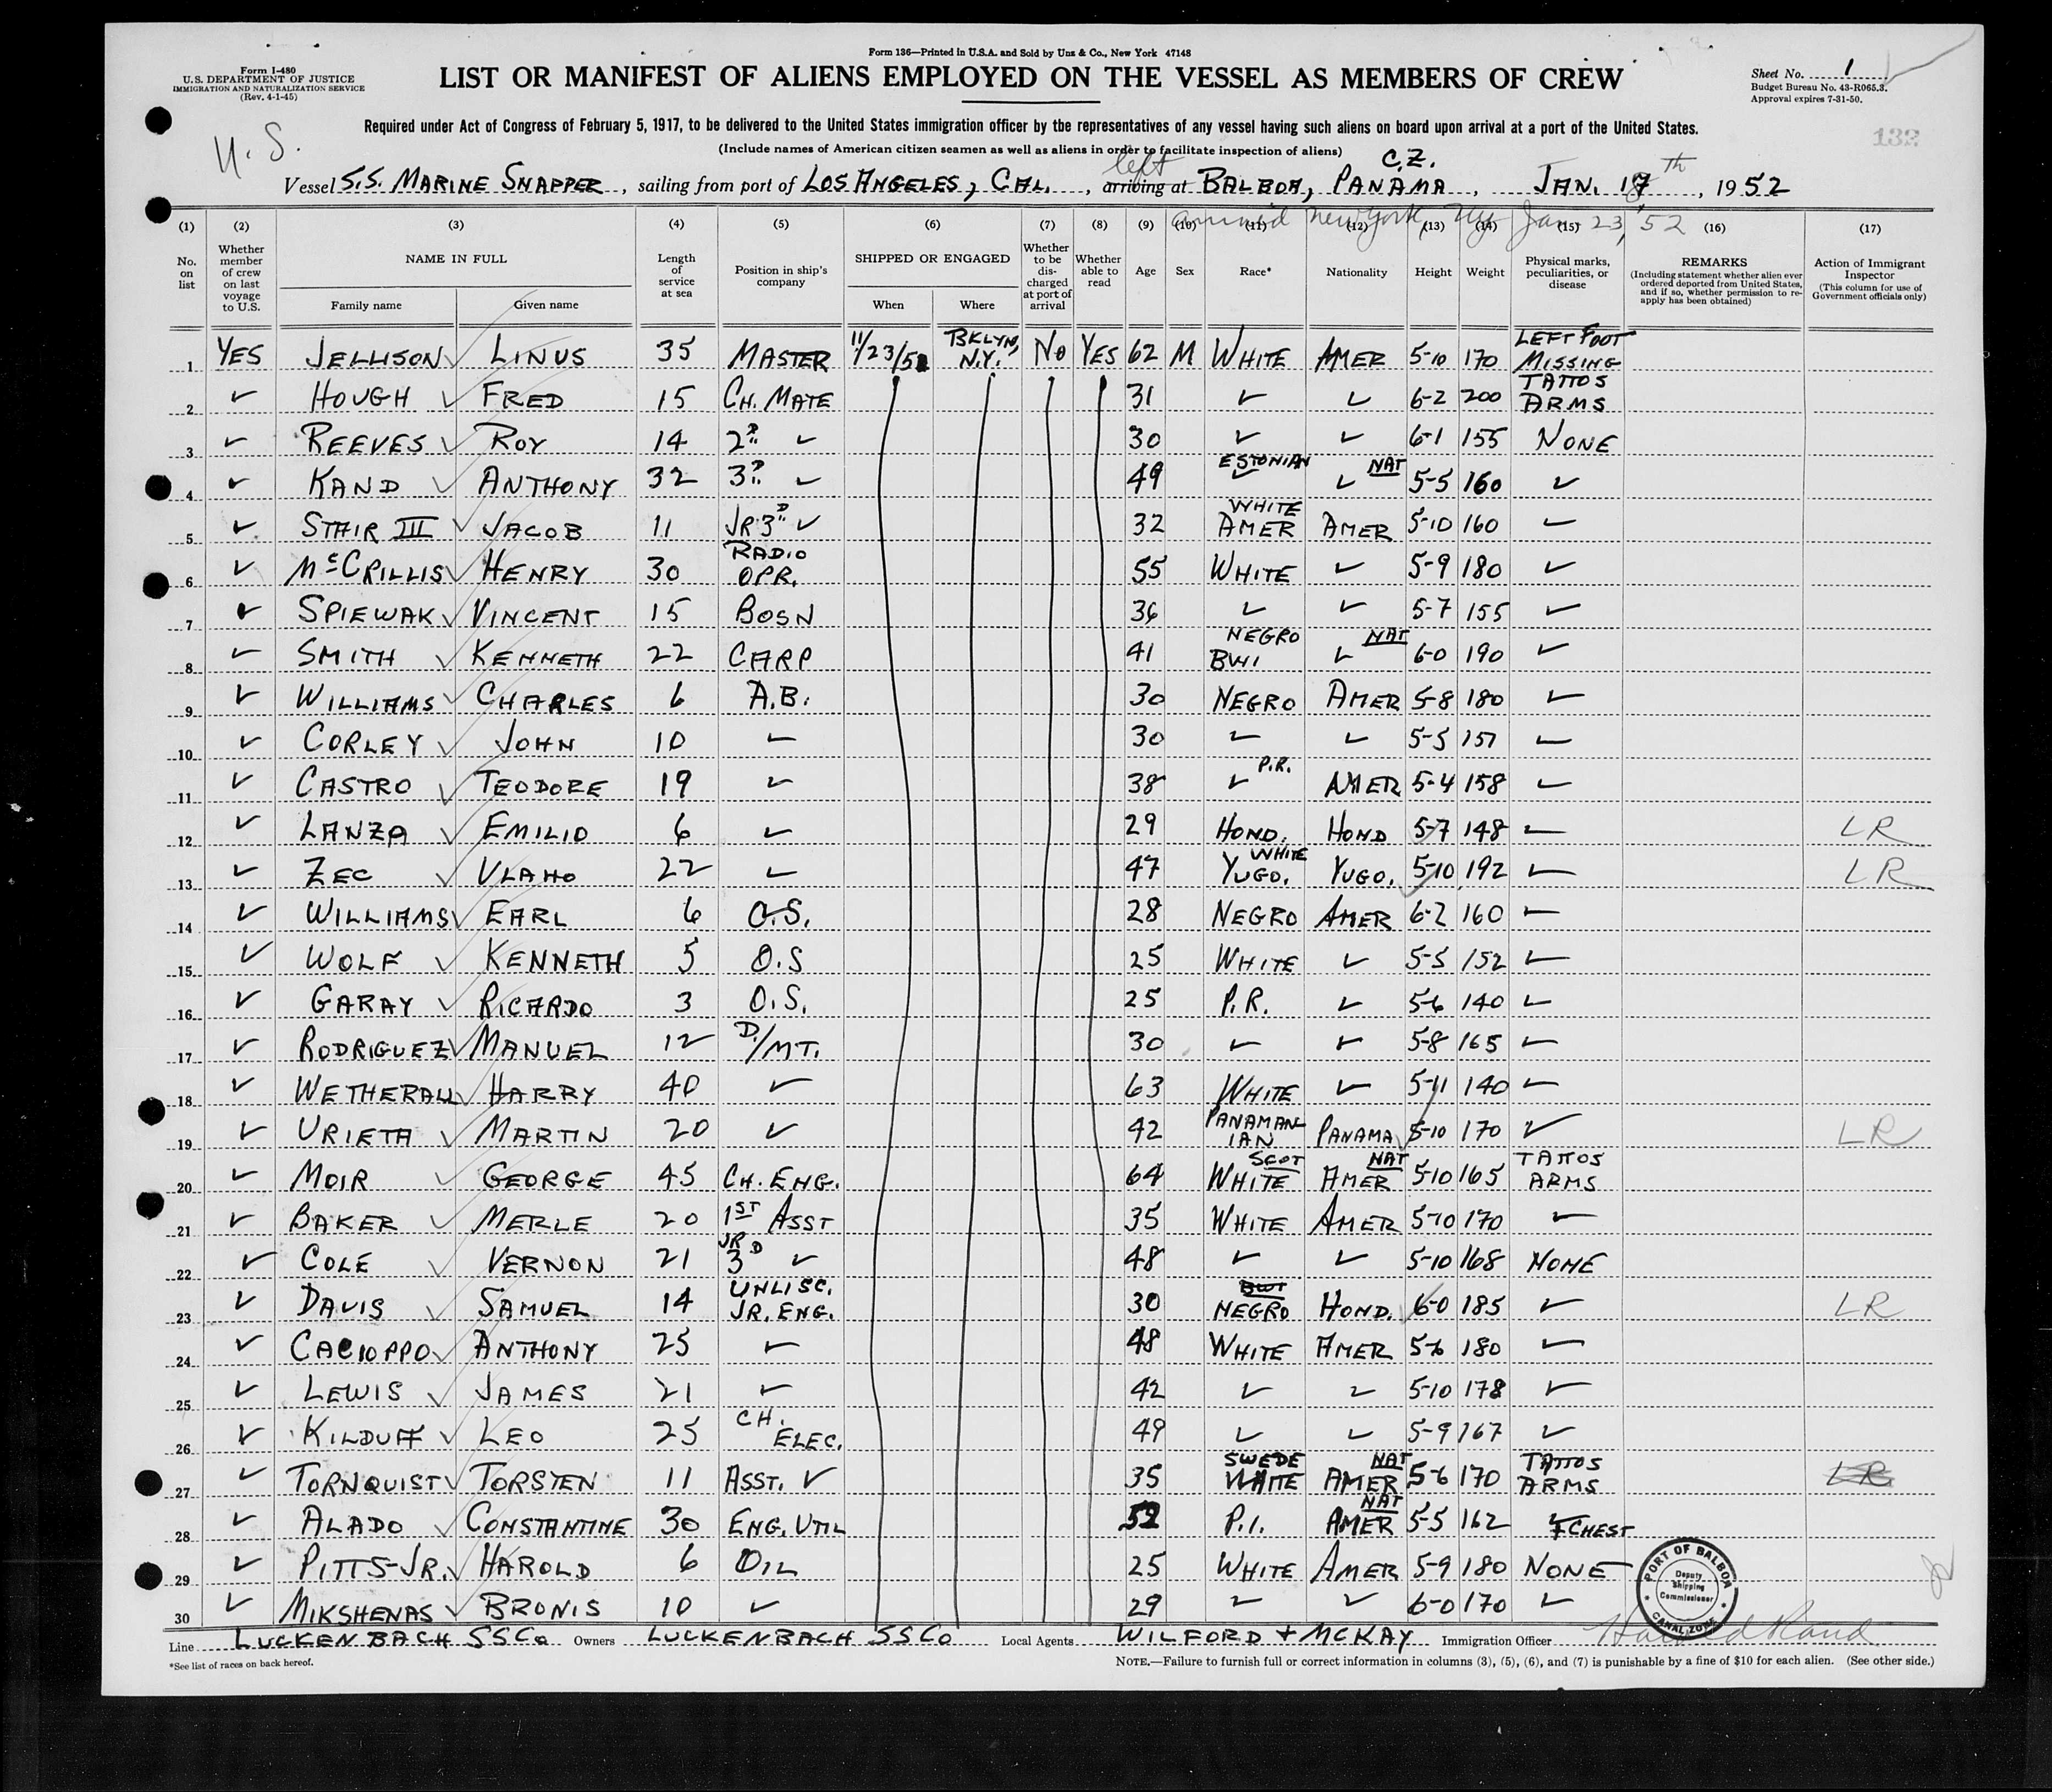 Form 136—Printed in U.S.A. and Sold by Unz & Co., New York 47148
Form I-480
U.S. DEPARTMENT OF JUSTICE
IMMIGRATION AND NATURALIZATION SERVICE
(Rev. 4-1-45)
LIST OR MANIFEST OF ALIENS EMPLOYED ON THE VESSEL AS MEMBERS OF CREW
Sheet No. 1
Budget Bureau No. 43-R065.3.
Approval expires 7-31-50.
Required under Act of Congress of February 5, 1917, to be delivered to the United States immigration officer by the representatives of any vessel having such aliens on board upon arrival at a port of the United States.
132
U.S.
(Include names of American citizen seamen as well as aliens in order to facilitate inspection of aliens)
left C.Z. th
Vessel S.S. MARINE SNAPPER, sailing from port of LOS ANGELES, CAL., arriving at BALBOA, PANAMA, JAN. 1952
arrived New York, NY Jan 23, 52
(1) (2) (3) (4) (5) (6) (7) (8) (9) (10) (11) (12) (13) (14) (15) (16) (17)
No. on list Whether member of crew on last voyage to U.S. NAME IN FULL Family name Given name Length of service at sea Position in ship's company SHIPPED OR ENGAGED When Where Whether to be discharged at port of arrival Whether able to read Age Sex Race* Nationality Height Weight Physical marks, peculiarities, or disease REMARKS (Including statement whether alien ever ordered deported from United States, and if so, whether permission to reapply has been obtained) Action of Immigrant Inspector (This column for use of Government officials only)
1 YES JELLISON LINUS 35 MASTER 11/23/51 BKLYN, N.Y. NO YES 62 M WHITE AMER 5-10 170 LEFT FOOT MISSING
2 ✓ HOUGH FRED 15 CH. MATE 31 ✓ ✓ 6-2 200 TATTOS ARMS
3 ✓ REEVES ROY 14 2D ✓ 30 ✓ ✓ 6-1 155 NONE
4 ✓ KAND ANTHONY 32 3D ✓ 49 ESTONIAN ✓ ✓ NAT 5-5 160 ✓
5 ✓ STAIR III JACOB 11 JR 3D ✓ 32 WHITE AMER AMER 5-10 160 ✓
6 ✓ McCRILLIS HENRY 30 RADIO OPR. 55 WHITE ✓ 5-9 180 ✓
7 ✓ SPIEWAK VINCENT 15 BOSN 36 ✓ ✓ 5-7 155 ✓
8 ✓ SMITH KENNETH 22 CARP 41 NEGRO BWI ✓ NAT 6-0 190 ✓
9 ✓ WILLIAMS CHARLES 6 A.B. 30 NEGRO AMER 5-8 180 ✓
10 ✓ CORLEY JOHN 10 ✓ 30 ✓ ✓ 5-5 151 ✓
11 ✓ CASTRO TEODORE 19 ✓ 38 ✓ P.R. AMER 5-4 158 ✓
12 ✓ LANZA EMILIO 6 ✓ 29 HOND. HOND 5-7 148 ✓ LR
13 ✓ ZEC VLAHO 22 ✓ 47 WHITE YUGO. YUGO. 5-10 192 ✓ LR
14 ✓ WILLIAMS EARL 6 O.S. 28 NEGRO AMER 6-2 160 ✓
15 ✓ WOLF KENNETH 5 O.S 25 WHITE ✓ 5-5 152 ✓
16 ✓ GARAY RICARDO 3 O.S. 25 P.R. ✓ 5-6 140 ✓
17 ✓ RODRIGUEZ MANUEL 12 D/MT. 30 ✓ ✓ 5-8 165 ✓
18 ✓ WETHERALL HARRY 40 ✓ 63 WHITE ✓ 5-11 140 ✓
19 ✓ URIETA MARTIN 20 ✓ 42 PANAMANIAN PANAMA 5-10 170 ✓ LR
20 ✓ MOIR GEORGE 45 CH. ENG. 64 SCOT WHITE NAT AMER 5-10 165 TATTOS ARMS
21 ✓ BAKER MERLE 20 1ST ASST 35 WHITE AMER 5-10 170 ✓
22 ✓ COLE VERNON 21 JR 3D ✓ 48 ✓ ✓ 5-10 168 NONE
23 ✓ DAVIS SAMUEL 14 UNLISC. JR. ENG. 30 NEGRO HOND. 6-0 185 ✓ LR
24 ✓ CACIOPPO ANTHONY 25 ✓ 48 WHITE AMER 5-6 180 ✓
25 ✓ LEWIS JAMES 21 ✓ 42 ✓ ✓ 5-10 178 ✓
26 ✓ KILDUFF LEO 25 CH. ELEC. 49 ✓ ✓ 5-9 167 ✓
27 ✓ TORNQUIST TORSTEN 11 ASST. ✓ 35 SWEDE WHITE NAT AMER 5-6 170 TATTOS ARMS LR
28 ✓ ALADO CONSTANTINE 30 ENG. UTIL 52 P.I. NAT AMER 5-5 162 ✓ + CHEST
29 ✓ PITTS-JR. HAROLD 6 OIL 25 WHITE AMER 5-9 180 NONE
30 ✓ MIKSHENAS BRONIS 10 ✓ 29 ✓ ✓ 6-0 170 ✓
PORT OF BALBOA Deputy Shipping Commissioner CANAL ZONE
Line LUCKENBACH SS Co Owners LUCKENBACH SS Co Local Agents WILFORD + McKAY Immigration Officer
*See list of races on back hereof.
NOTE.—Failure to furnish full or correct information in columns (3), (5), (6), and (7) is punishable by a fine of $10 for each alien. (See other side.)